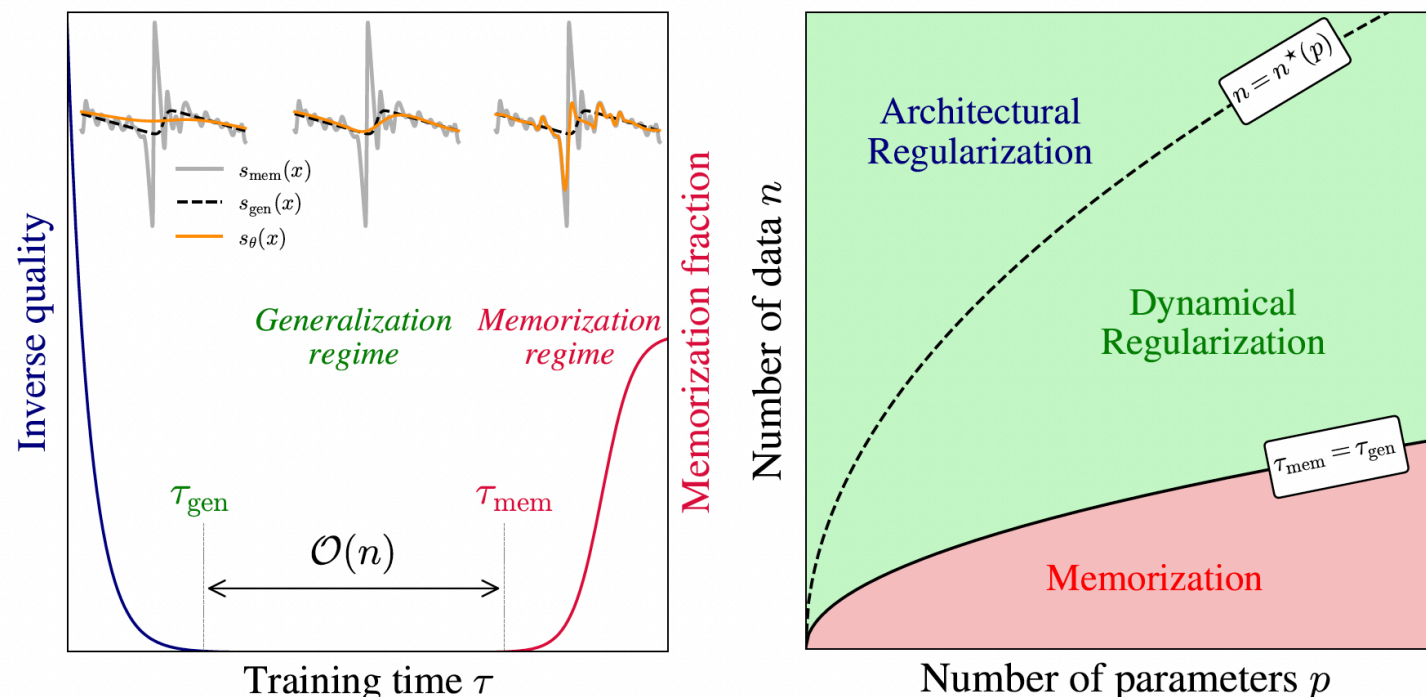 s_mem(x)
s_gen(x)
s_θ(x)
Inverse quality
Generalization
regime
Memorization
regime
Memorization fraction
τ_gen
τ_mem
𝒪(n)
Training time τ
n = n*(p)
Architectural
Regularization
Dynamical
Regularization
Number of data n
τ_mem = τ_gen
Memorization
Number of parameters p